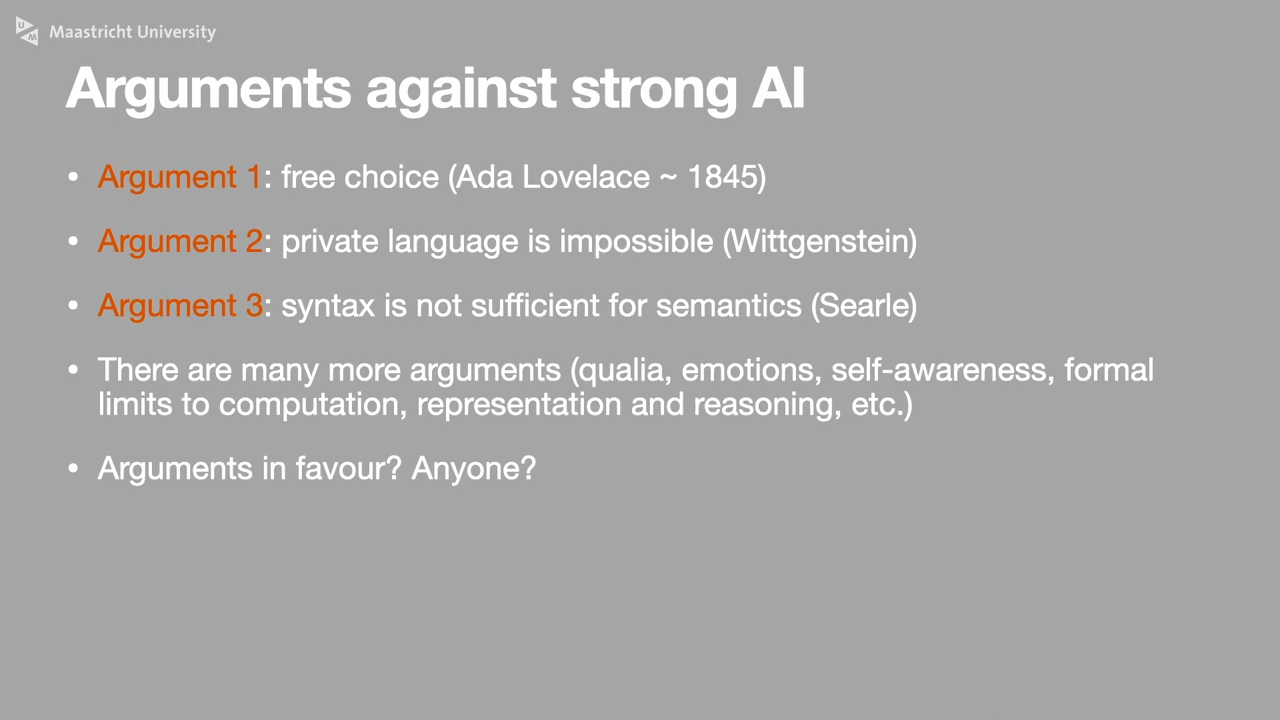 Maastricht University
Arguments against strong AI
• Argument 1: free choice (Ada Lovelace ~ 1845)
• Argument 2: private language is impossible (Wittgenstein)
• Argument 3: syntax is not sufficient for semantics (Searle)
• There are many more arguments (qualia, emotions, self-awareness, formal
limits to computation, representation and reasoning, etc.)
• Arguments in favour? Anyone?